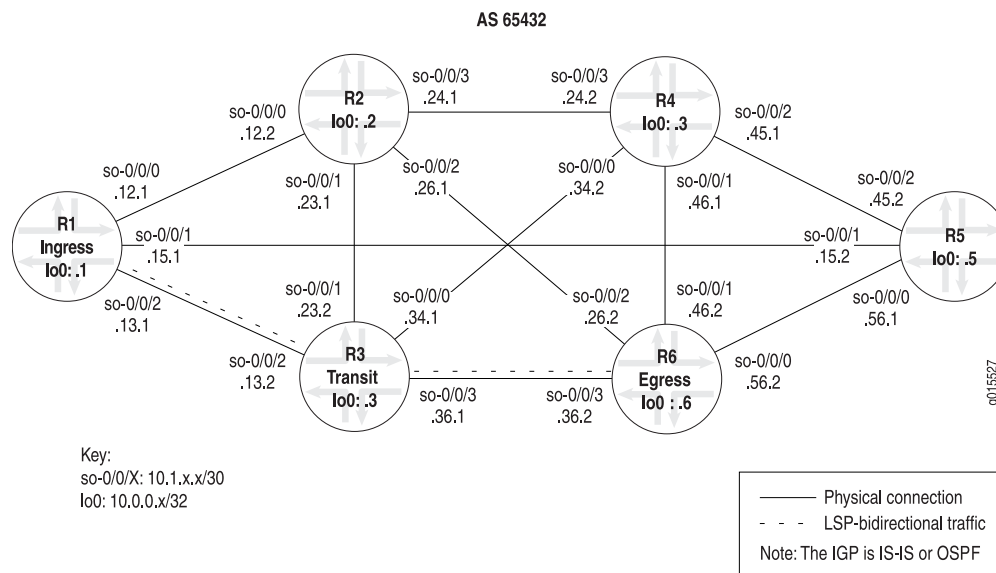 AS 65432
R2
lo0: .2
so-0/0/3
.24.1
so-0/0/3
.24.2
R4
lo0: .3
so-0/0/0
.12.2
so-0/0/2
.45.1
so-0/0/0
.12.1
so-0/0/1
.23.1
so-0/0/2
.26.1
so-0/0/0
.34.2
so-0/0/1
.46.1
so-0/0/2
.45.2
R1
Ingress
lo0: .1
so-0/0/1
.15.1
so-0/0/1
.15.2
R5
lo0: .5
so-0/0/2
.13.1
so-0/0/1
.23.2
so-0/0/0
.34.1
so-0/0/2
.26.2
so-0/0/1
.46.2
so-0/0/0
.56.1
so-0/0/2
.13.2
R3
Transit
lo0: .3
so-0/0/3
.36.1
so-0/0/3
.36.2
R6
Egress
lo0 : .6
so-0/0/0
.56.2
g015527
Key:
so-0/0/X: 10.1.x.x/30
lo0: 10.0.0.x/32
Physical connection
LSP-bidirectional traffic
Note: The IGP is IS-IS or OSPF